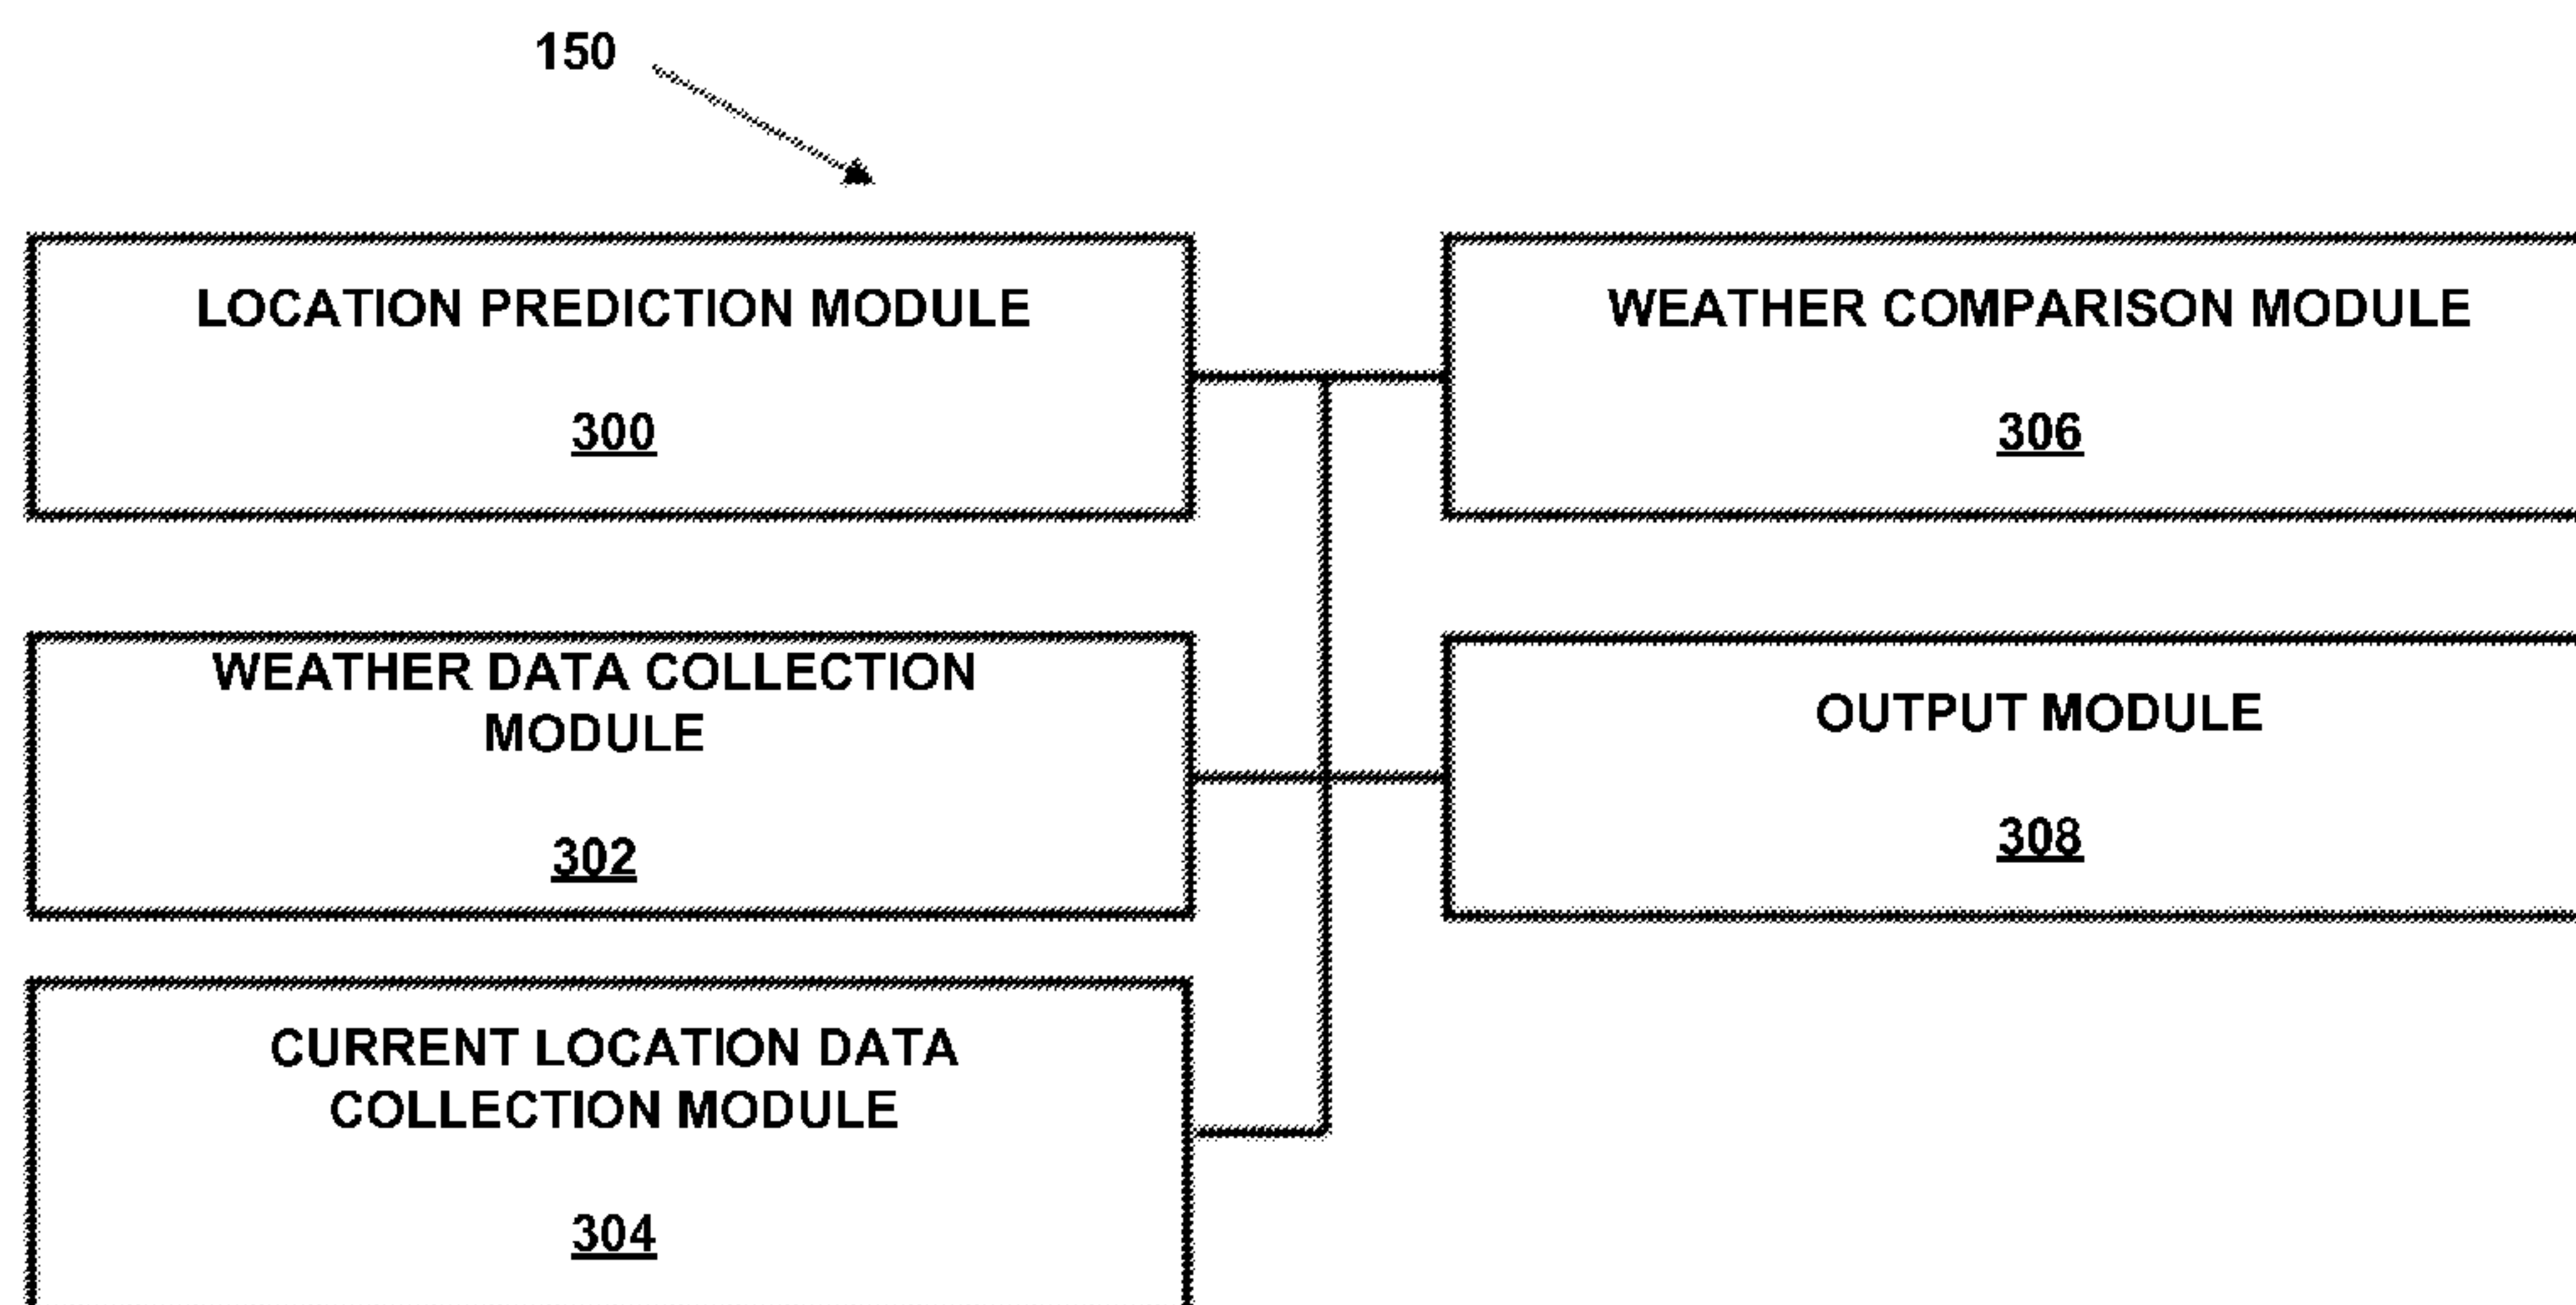 150
LOCATION PREDICTION MODULE
300
WEATHER COMPARISON MODULE
306
WEATHER DATA COLLECTION
MODULE
302
OUTPUT MODULE
308
CURRENT LOCATION DATA
COLLECTION MODULE
304